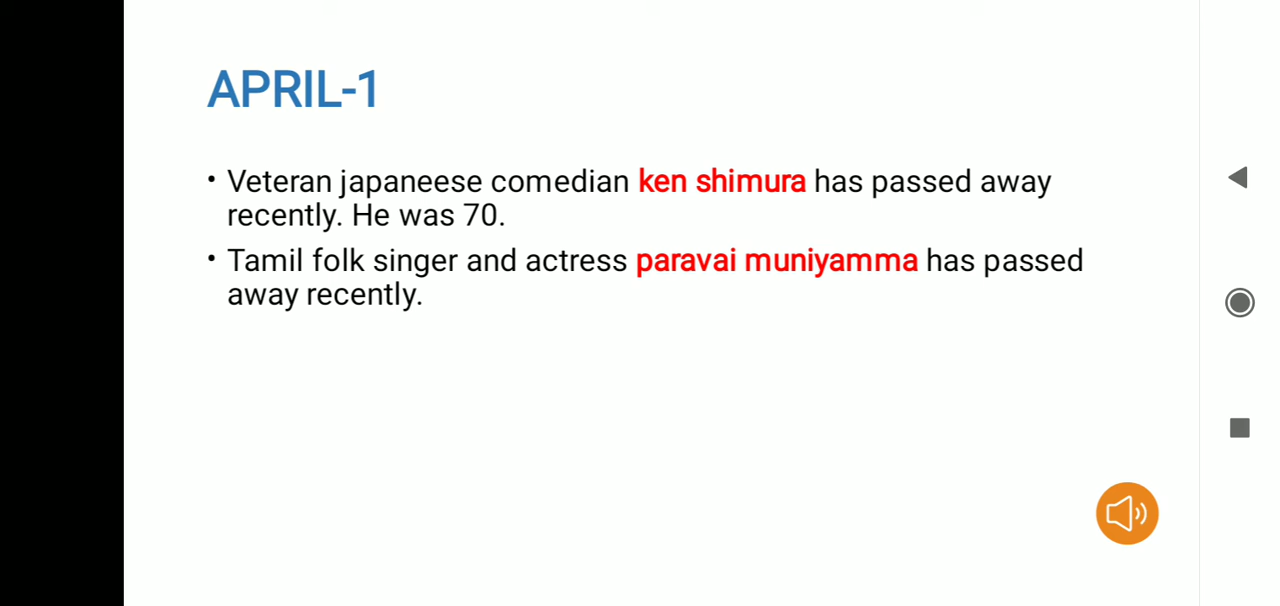 APRIL-1
• Veteran japaneese comedian ken shimura has passed away
recently. He was 70.
• Tamil folk singer and actress paravai muniyamma has passed
away recently.